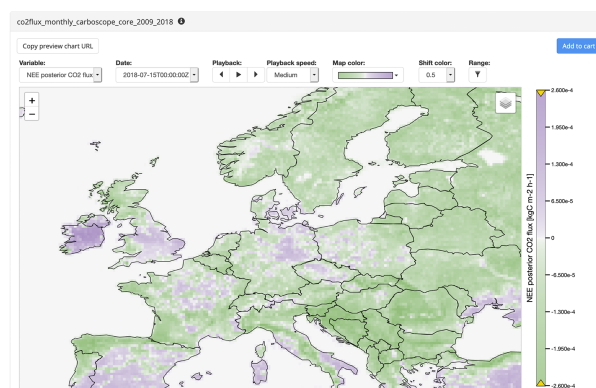 co2flux_monthly_carboscope_core_2009_2018
Copy preview chart URL
Add to cart
Variable: Date: Playback: Playback speed: Map color: Shift color: Range:
NEE posterior CO2 flux 2018-07-15T00:00:00Z Medium 0.5
+
−
2.600e-4
1.950e-4
1.300e-4
6.500e-5
0
-6.500e-5
-1.300e-4
-1.950e-4
-2.600e-4
NEE posterior CO2 flux [kgC m-2 h-1]